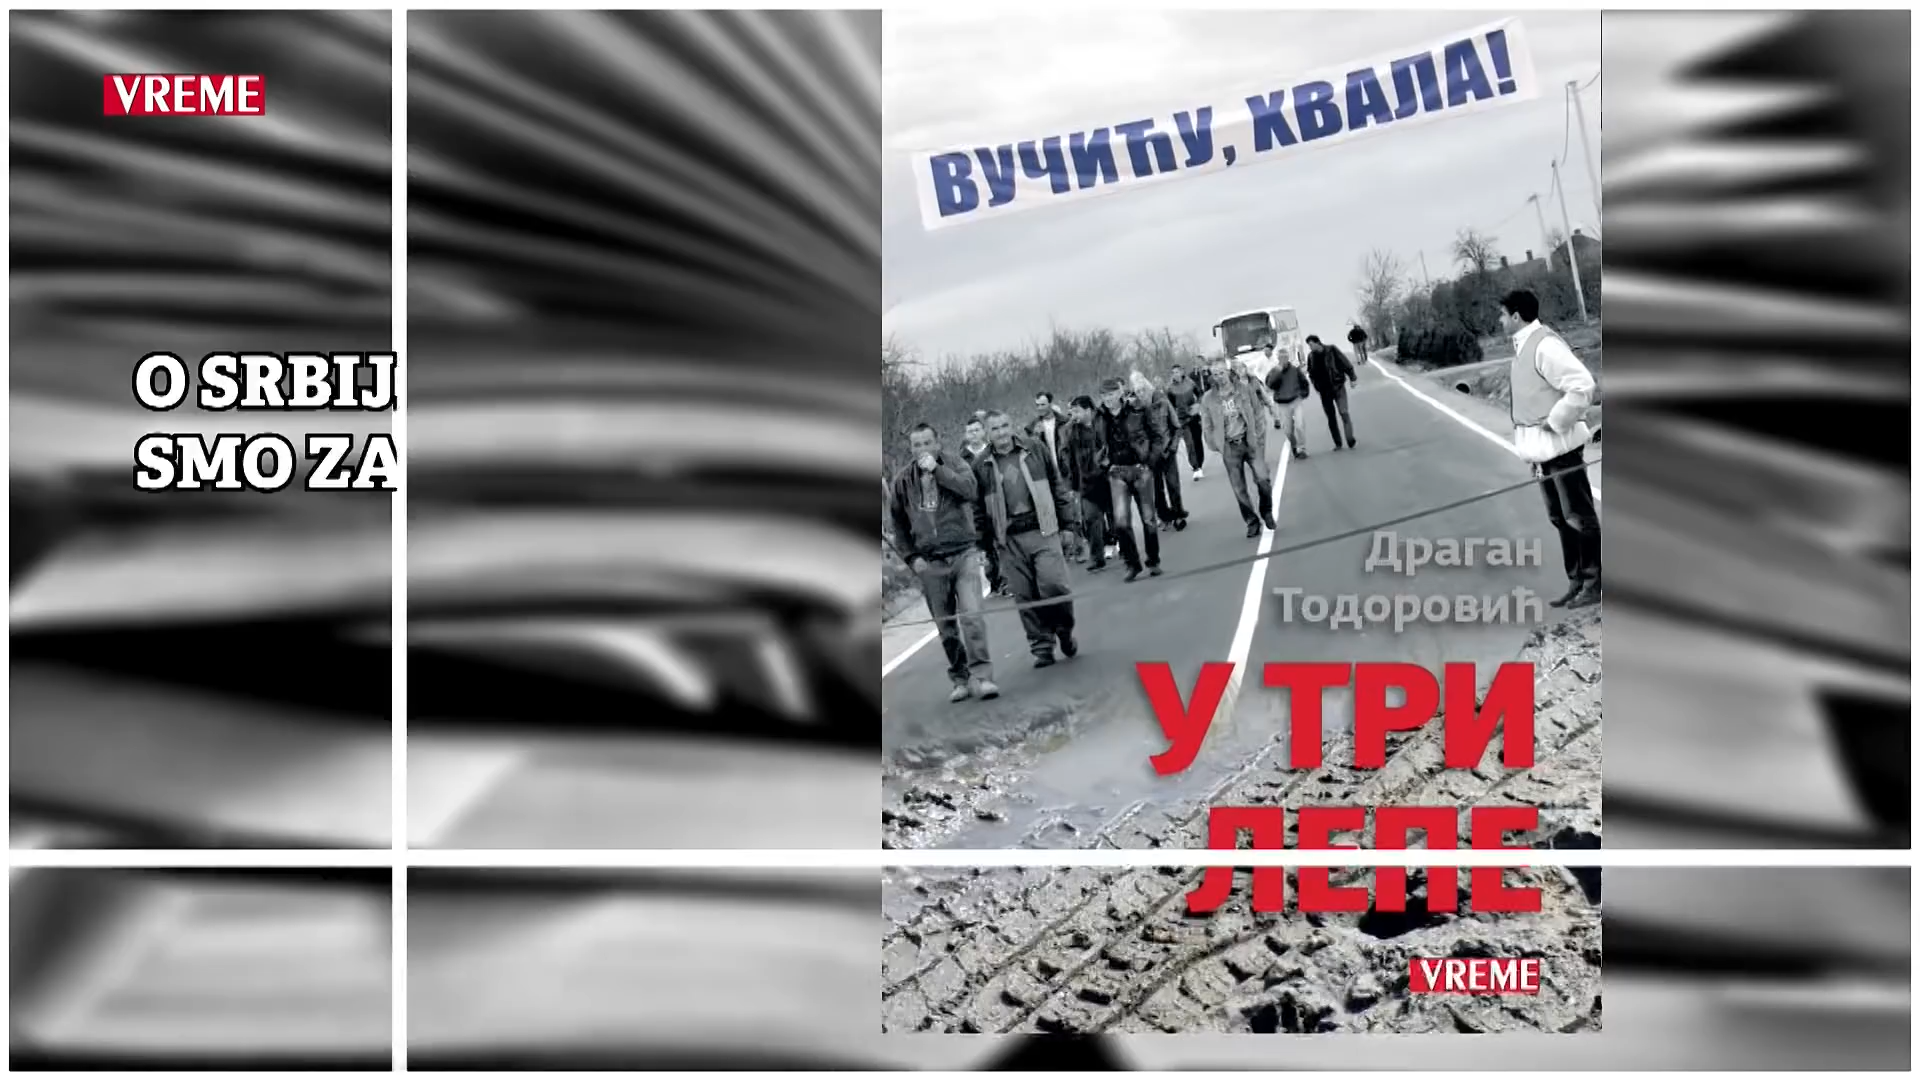 VREME
O SRBIJ
SMO ZA
ВУЧИЋУ, ХВАЛА!
Драган
Тодоровић
У ТРИ
ЛЕПЕ
VREME